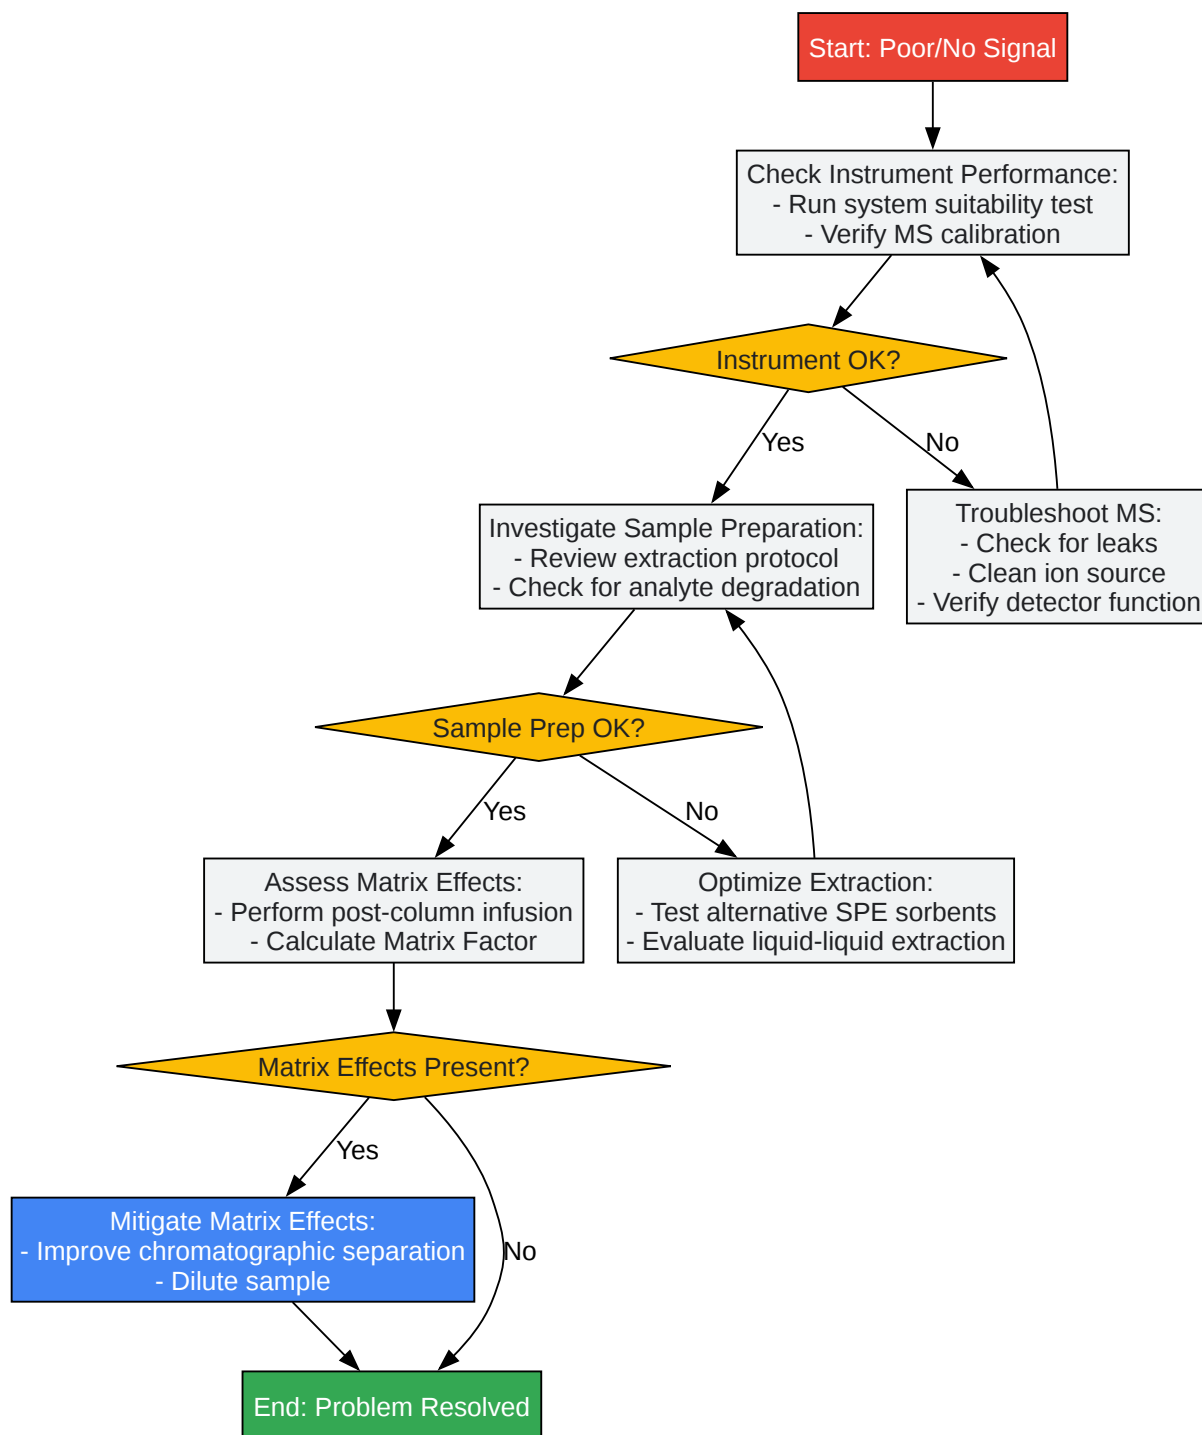 Start: Poor/No Signal
Check Instrument Performance:
- Run system suitability test
- Verify MS calibration
Instrument OK?
Yes
No
Investigate Sample Preparation:
- Review extraction protocol
- Check for analyte degradation
Troubleshoot MS:
- Check for leaks
- Clean ion source
- Verify detector function
Sample Prep OK?
Yes
No
Assess Matrix Effects:
- Perform post-column infusion
- Calculate Matrix Factor
Optimize Extraction:
- Test alternative SPE sorbents
- Evaluate liquid-liquid extraction
Matrix Effects Present?
Yes
No
Mitigate Matrix Effects:
- Improve chromatographic separation
- Dilute sample
End: Problem Resolved